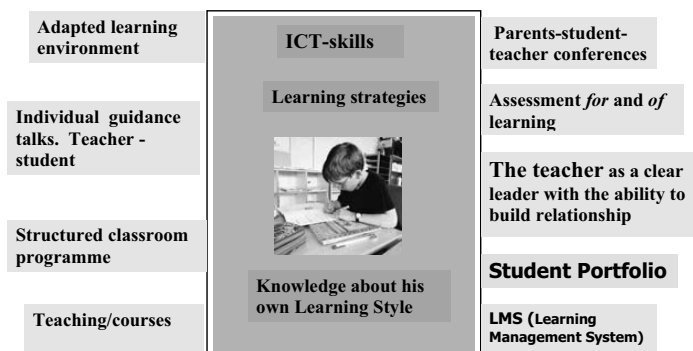 Adapted learning
environment
Individual guidance
talks. Teacher -
student
Structured classroom
programme
Teaching/courses
ICT-skills
Learning strategies
Knowledge about his
own Learning Style
Parents-student-
teacher conferences
Assessment for and of
learning
The teacher as a clear
leader with the ability to
build relationship
Student Portfolio
LMS (Learning
Management System)